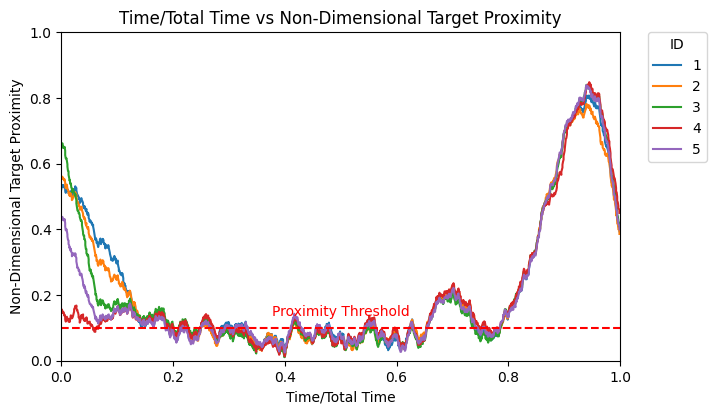 Time/Total Time vs Non-Dimensional Target Proximity
ID
1
2
3
4
5
Non-Dimensional Target Proximity
1.0
0.8
0.6
0.4
0.2
0.0
Proximity Threshold
0.0 0.2 0.4 0.6 0.8 1.0
Time/Total Time